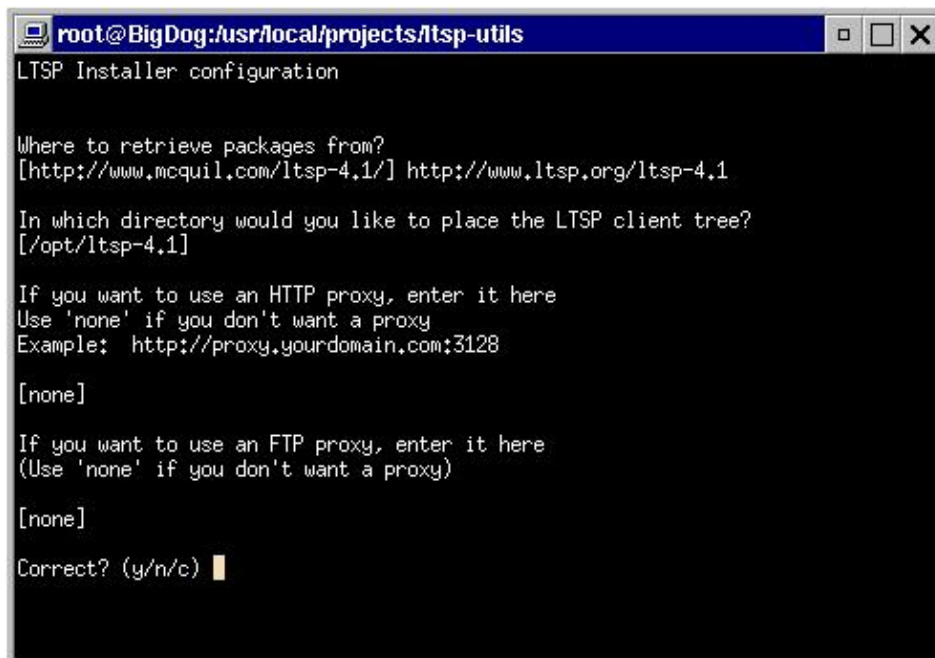 root@BigDog:/usr/local/projects/ltsp-utils
LTSP Installer configuration
Where to retrieve packages from?
[http://www.mcquil.com/ltsp-4.1/] http://www.ltsp.org/ltsp-4.1
In which directory would you like to place the LTSP client tree?
[/opt/ltsp-4.1]
If you want to use an HTTP proxy, enter it here
Use 'none' if you don't want a proxy
Example:  http://proxy.yourdomain.com:3128
[none]
If you want to use an FTP proxy, enter it here
(Use 'none' if you don't want a proxy)
[none]
Correct? (y/n/c)